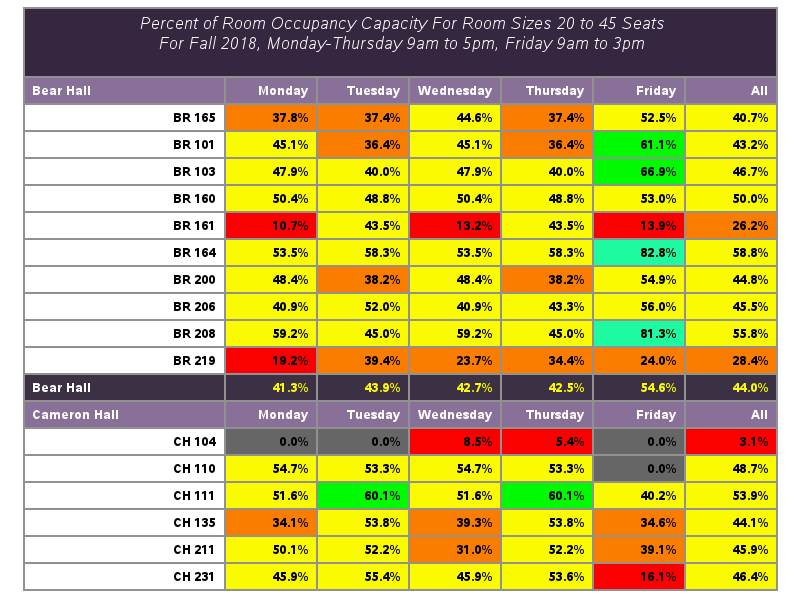 Percent of Room Occupancy Capacity For Room Sizes 20 to 45 Seats
For Fall 2018, Monday-Thursday 9am to 5pm, Friday 9am to 3pm
Bear Hall Monday Tuesday Wednesday Thursday Friday All
BR 165 37.8% 37.4% 44.6% 37.4% 52.5% 40.7%
BR 101 45.1% 36.4% 45.1% 36.4% 61.1% 43.2%
BR 103 47.9% 40.0% 47.9% 40.0% 66.9% 46.7%
BR 160 50.4% 48.8% 50.4% 48.8% 53.0% 50.0%
BR 161 10.7% 43.5% 13.2% 43.5% 13.9% 26.2%
BR 164 53.5% 58.3% 53.5% 58.3% 82.8% 58.8%
BR 200 48.4% 38.2% 48.4% 38.2% 54.9% 44.8%
BR 206 40.9% 52.0% 40.9% 43.3% 56.0% 45.5%
BR 208 59.2% 45.0% 59.2% 45.0% 81.3% 55.8%
BR 219 19.2% 39.4% 23.7% 34.4% 24.0% 28.4%
Bear Hall 41.3% 43.9% 42.7% 42.5% 54.6% 44.0%
Cameron Hall Monday Tuesday Wednesday Thursday Friday All
CH 104 0.0% 0.0% 8.5% 5.4% 0.0% 3.1%
CH 110 54.7% 53.3% 54.7% 53.3% 0.0% 48.7%
CH 111 51.6% 60.1% 51.6% 60.1% 40.2% 53.9%
CH 135 34.1% 53.8% 39.3% 53.8% 34.6% 44.1%
CH 211 50.1% 52.2% 31.0% 52.2% 39.1% 45.9%
CH 231 45.9% 55.4% 45.9% 53.6% 16.1% 46.4%